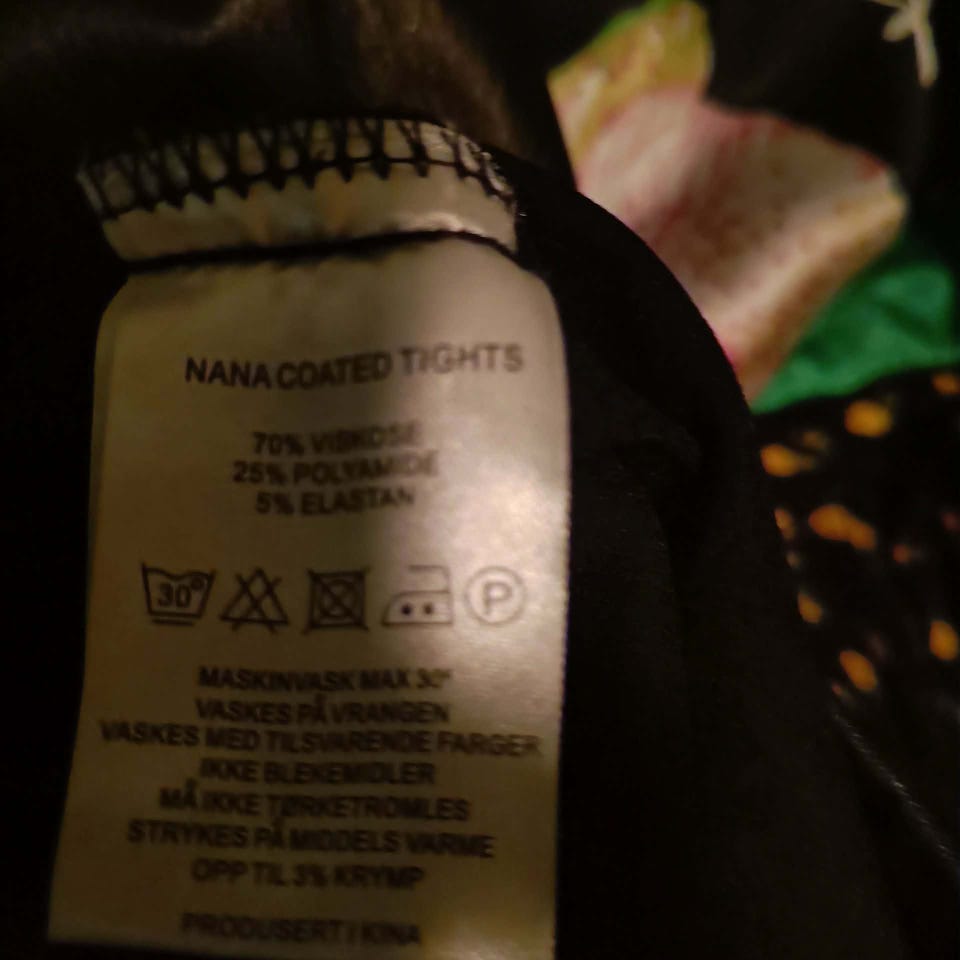 NANA COATED TIGHTS
70% VISKOSE
25% POLYAMIDE
5% ELASTAN
30° P
MASKINVASK MAX 30°
VASKES PÅ VRANGEN
VASKES MED TILSVARENDE FARGER
IKKE BLEKEMIDLER
MÅ IKKE TØRKETROMLES
STRYKES PÅ MIDDELS VARME
OPP TIL 3% KRYMP
PRODUSERT I KINA